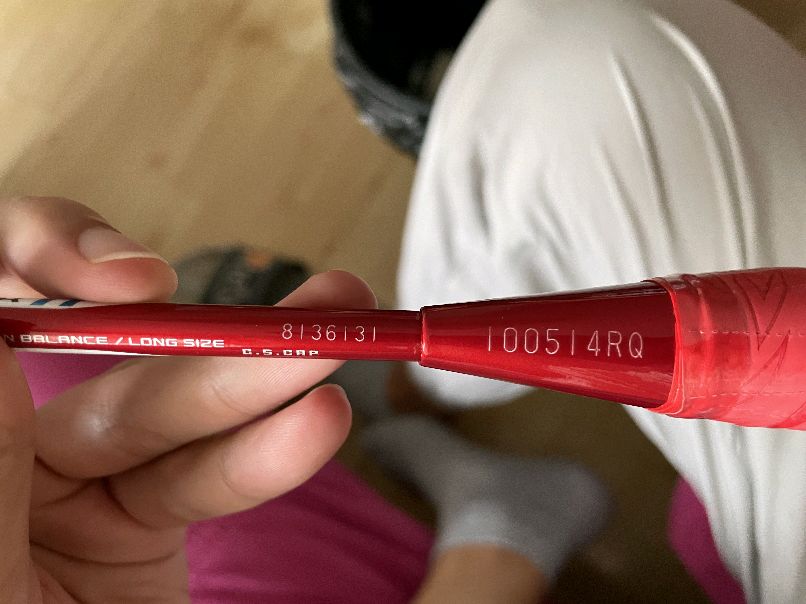 N BALANCE / LONG SIZE
C.S.CAP
8136131
100514RQ